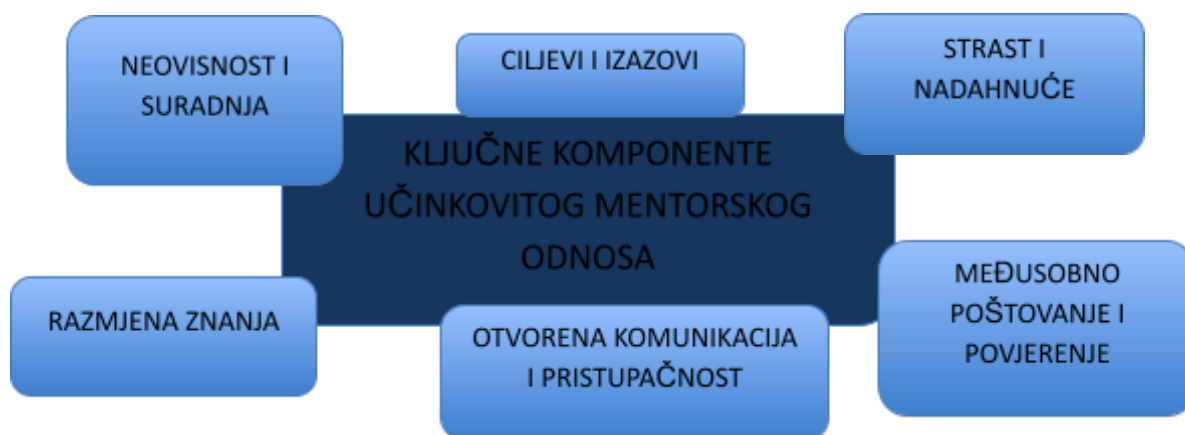 NEOVISNOST I
SURADNJA
CILJEVI I IZAZOVI
STRAST I
NADAHNUĆE
KLJUČNE KOMPONENTE
UČINKOVITOG MENTORSKOG
ODNOSA
RAZMJENA ZNANJA
OTVORENA KOMUNIKACIJA
I PRISTUPAČNOST
MEĐUSOBNO
POŠTOVANJE I
POVJERENJE